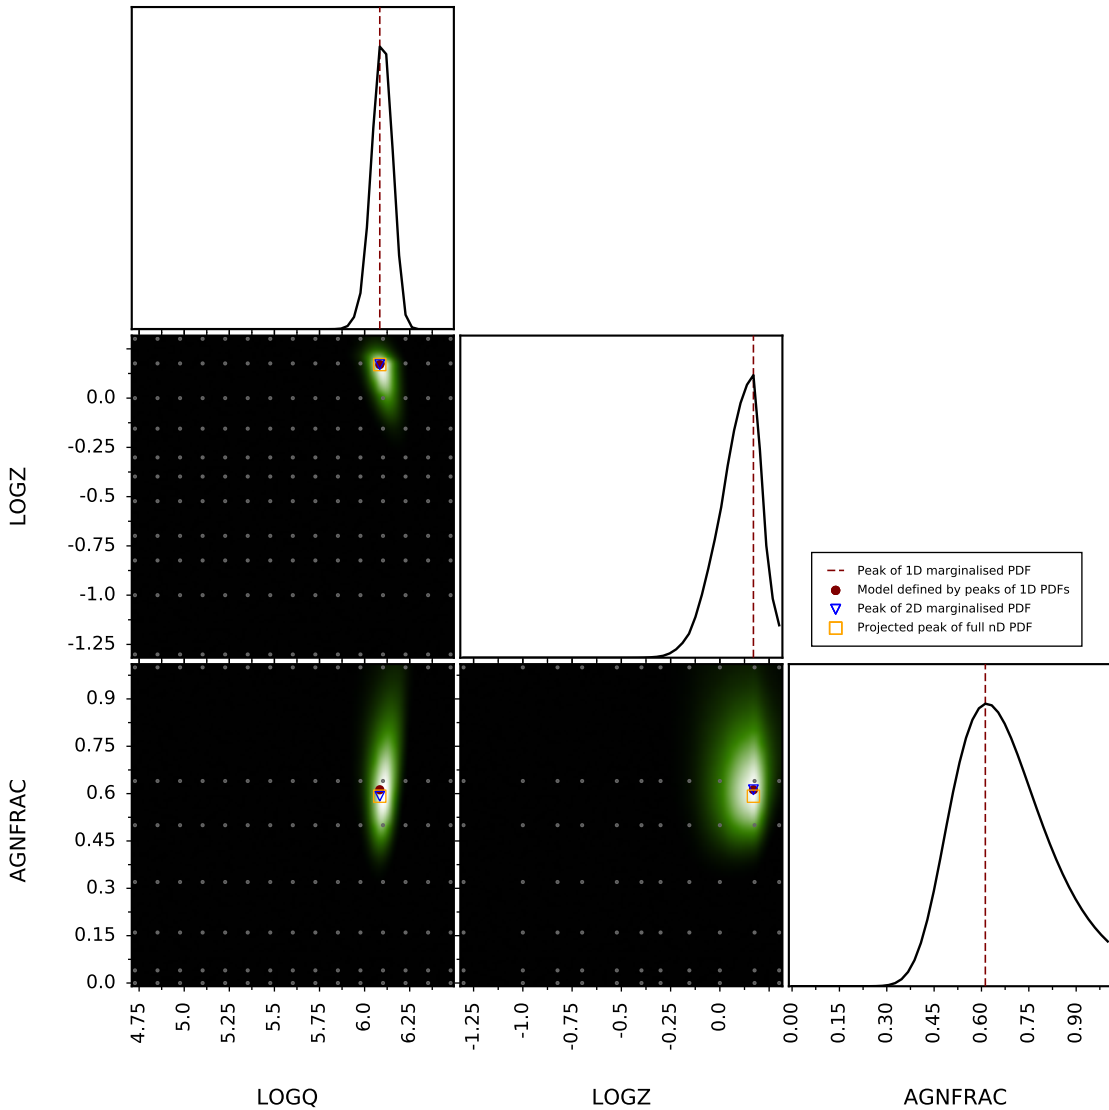 LOGZ
0.0
-0.25
-0.5
-0.75
-1.0
-1.25
Peak of 1D marginalised PDF
Model defined by peaks of 1D PDFs
Peak of 2D marginalised PDF
Projected peak of full nD PDF
AGNFRAC
0.9
0.75
0.6
0.45
0.3
0.15
0.0
4.75 5.0 5.25 5.5 5.75 6.0 6.25
-1.25 -1.0 -0.75 -0.5 -0.25 0.0
0.00 0.15 0.30 0.45 0.60 0.75 0.90
LOGQ
LOGZ
AGNFRAC